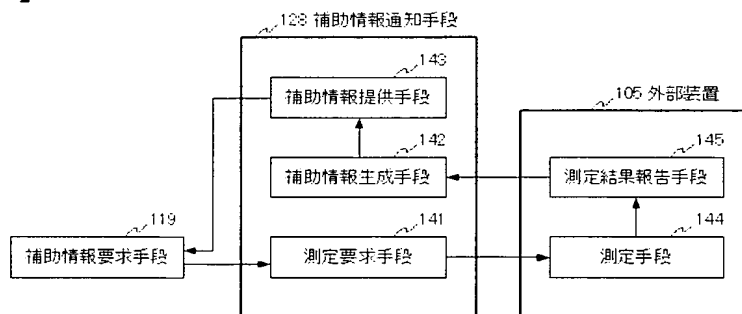 128 補助情報通知手段
143
補助情報提供手段
105 外部装置
142
補助情報生成手段
145
測定結果報告手段
119
補助情報要求手段
141
測定要求手段
144
測定手段